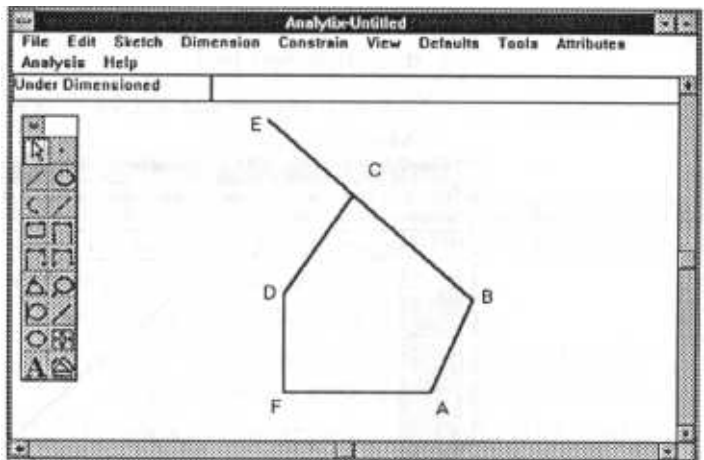 Analytix-Untitled
File Edit Sketch Dimension Constrain View Defaults Tools Attributes
Analysis Help
Under Dimensioned
E
C
D
B
F
A
A